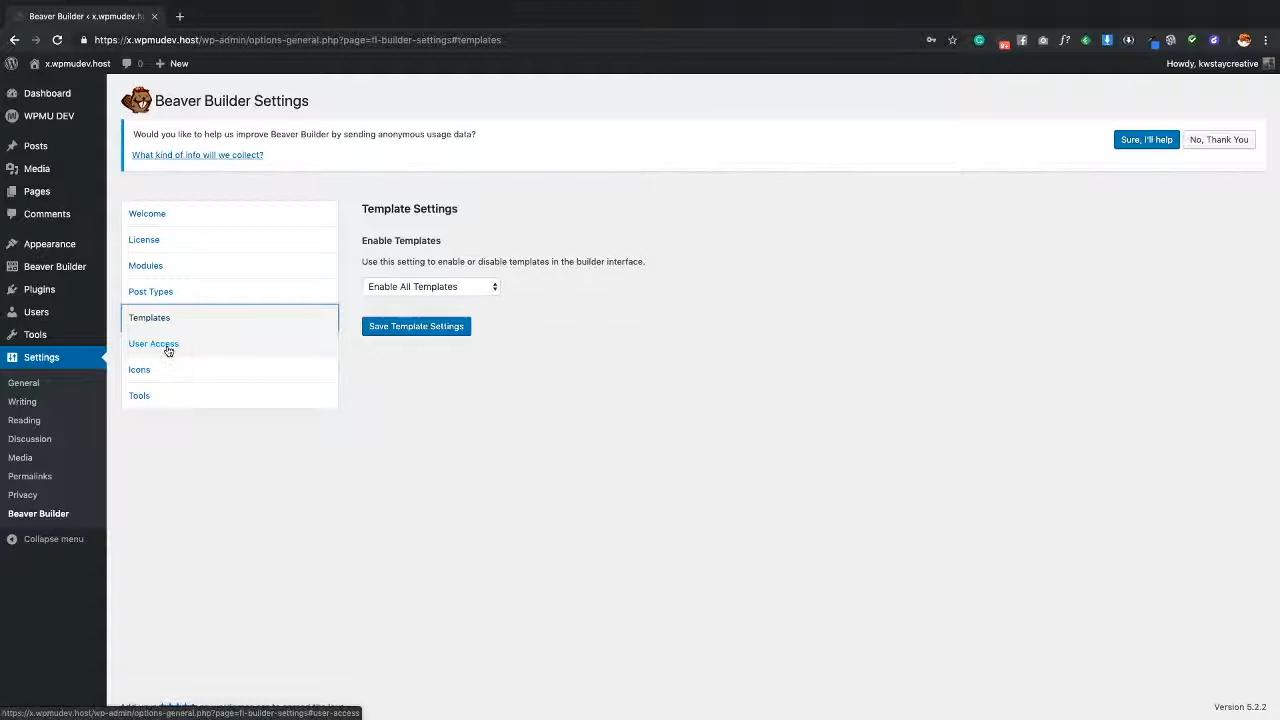 Beaver Builder ‹ x.wpmudev.h
https://x.wpmudev.host/wp-admin/options-general.php?page=fl-builder-settings#templates
x.wpmudev.host
0
New
Howdy, kwstaycreative
Dashboard
WPMU DEV
Posts
Media
Pages
Comments
Appearance
Beaver Builder
Plugins
Users
Tools
Settings
General
Writing
Reading
Discussion
Media
Permalinks
Privacy
Beaver Builder
Collapse menu
Beaver Builder Settings
Would you like to help us improve Beaver Builder by sending anonymous usage data?
What kind of info will we collect?
Sure, I'll help
No, Thank You
Welcome
License
Modules
Post Types
Templates
User Access
Icons
Tools
Template Settings
Enable Templates
Use this setting to enable or disable templates in the builder interface.
Enable All Templates
Save Template Settings
https://x.wpmudev.host/wp-admin/options-general.php?page=fl-builder-settings#user-access
Version 5.2.2